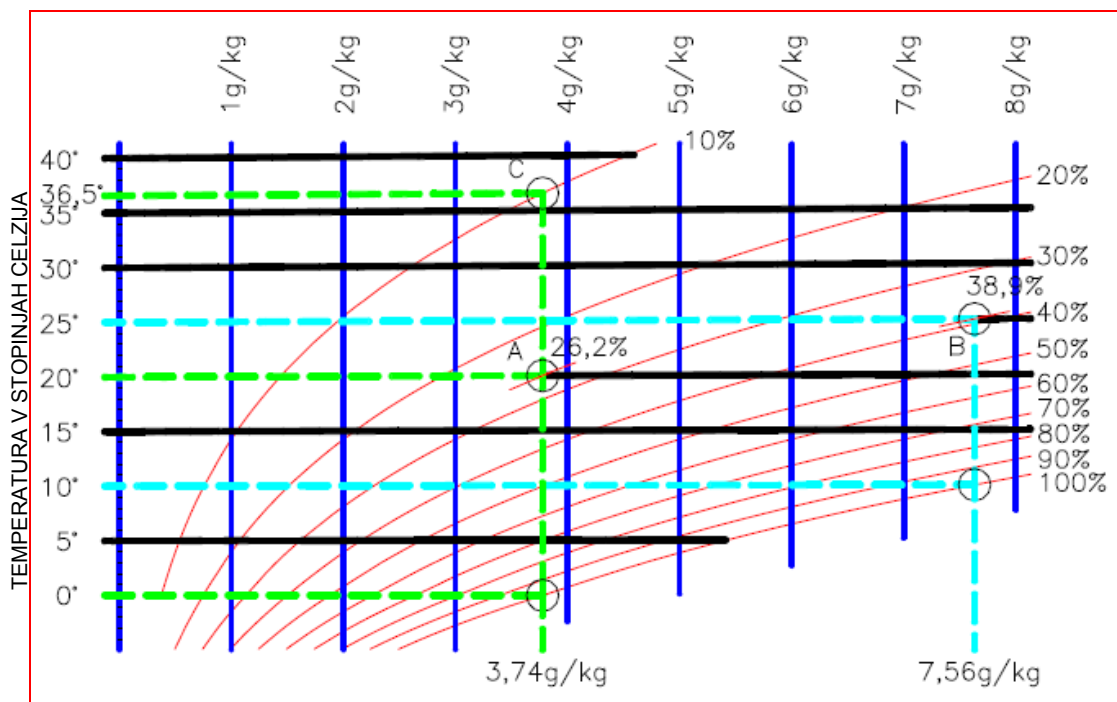 1g/kg
2g/kg
3g/kg
4g/kg
5g/kg
6g/kg
7g/kg
8g/kg
TEMPERATURA V STOPINJAH CELZIJA
40°
36,5°
35°
30°
25°
20°
15°
10°
5°
0°
C
10%
20%
30%
38,9%
40%
A
26,2%
B
50%
60%
70%
80%
90%
100%
3,74g/kg
7,56g/kg